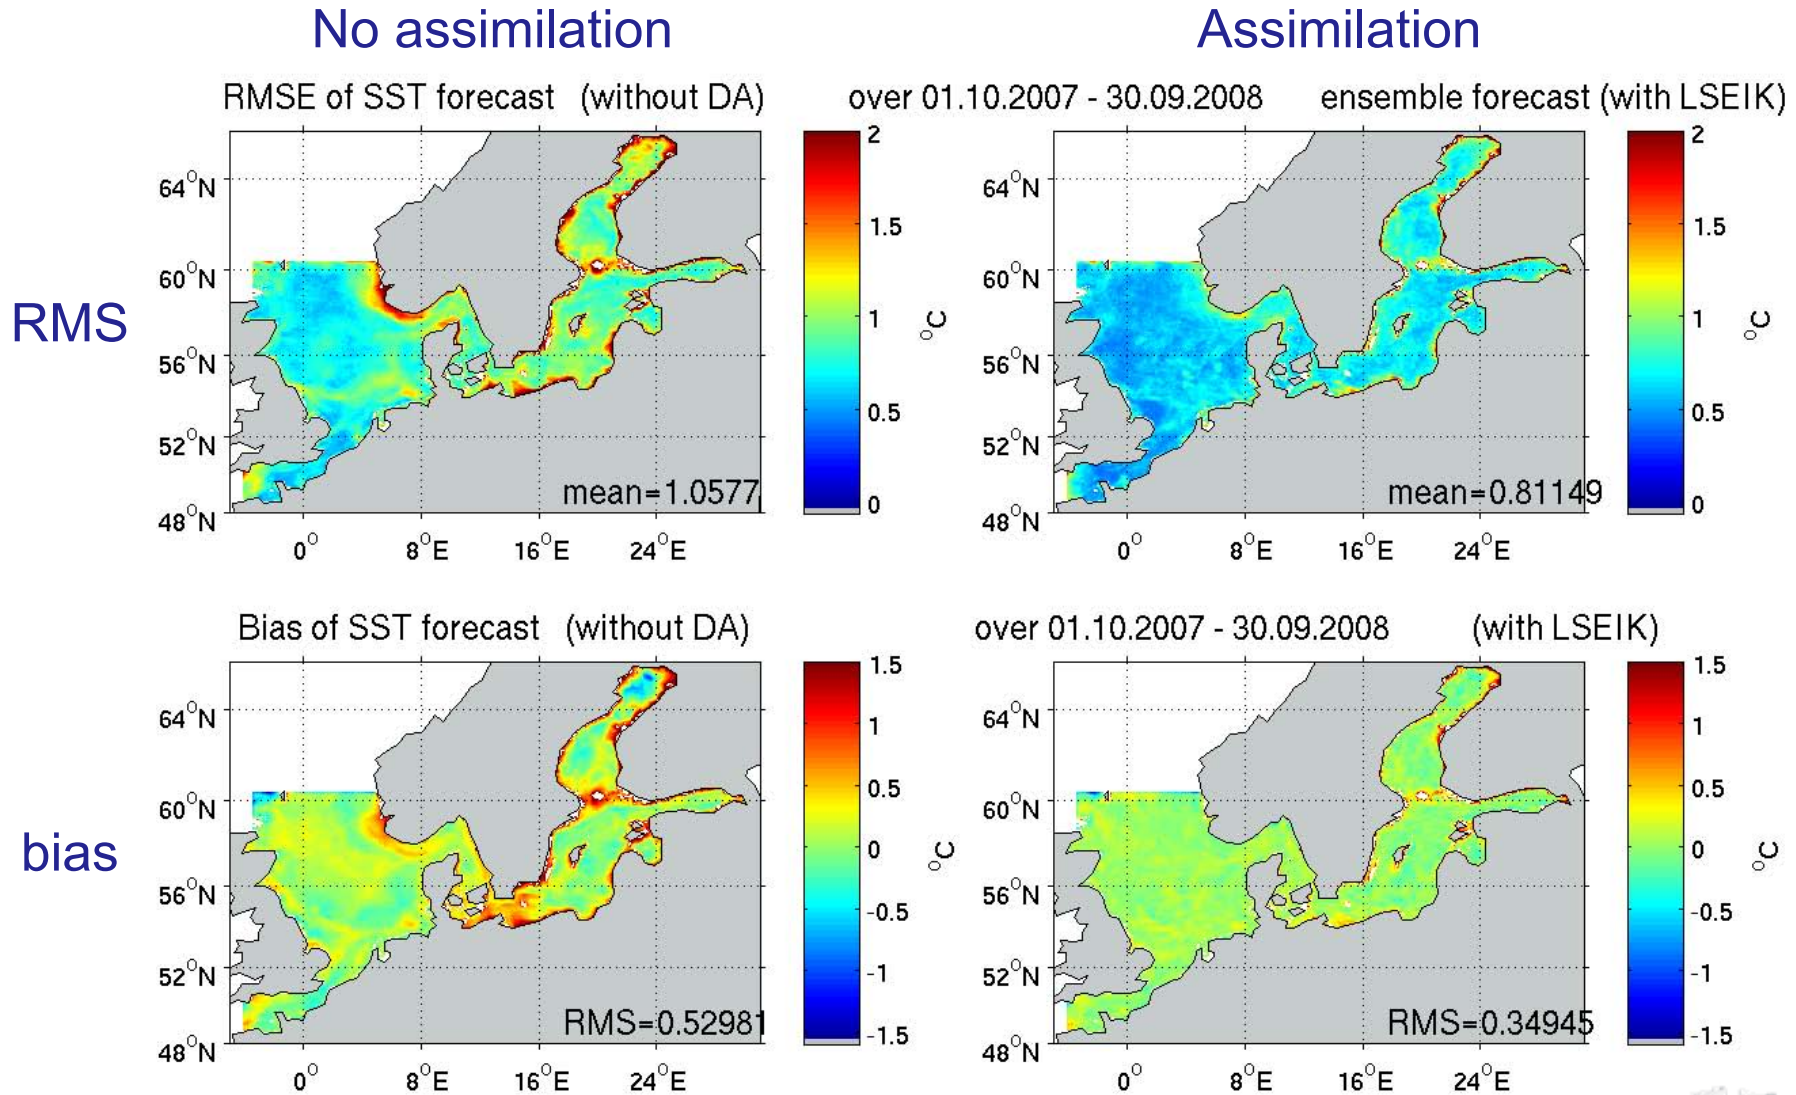 No assimilation Assimilation
RMSE of SST forecast (without DA) over 01.10.2007 - 30.09.2008 ensemble forecast (with LSEIK)
RMS
64°N
60°N
56°N
52°N
48°N
0° 8°E 16°E 24°E
mean=1.0577
2
1.5
1
0.5
0
°C
64°N
60°N
56°N
52°N
48°N
0° 8°E 16°E 24°E
mean=0.81149
2
1.5
1
0.5
0
°C
Bias of SST forecast (without DA) over 01.10.2007 - 30.09.2008 (with LSEIK)
bias
64°N
60°N
56°N
52°N
48°N
0° 8°E 16°E 24°E
RMS=0.52981
1.5
1
0.5
0
-0.5
-1
-1.5
°C
64°N
60°N
56°N
52°N
48°N
0° 8°E 16°E 24°E
RMS=0.34945
1.5
1
0.5
0
-0.5
-1
-1.5
°C